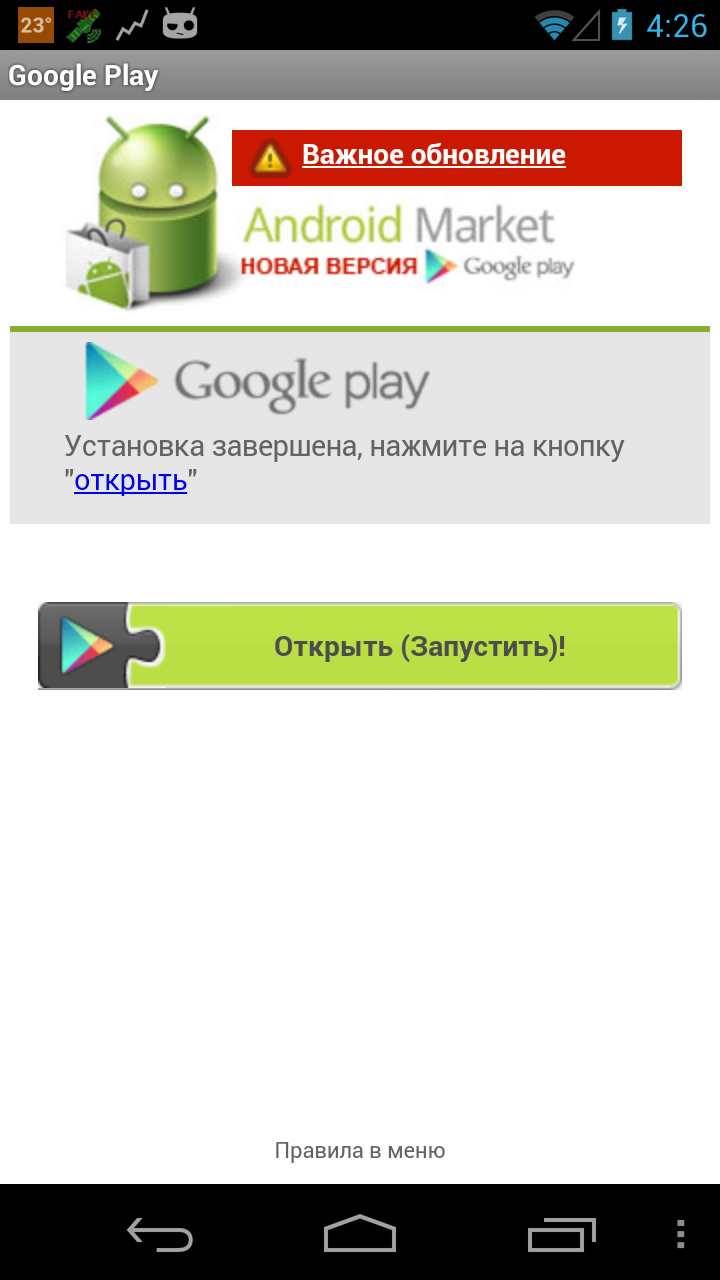 23°
FAKE
4:26
Google Play
Важное обновление
Android Market
НОВАЯ ВЕРСИЯ Google play
Google play
Установка завершена, нажмите на кнопку
"открыть"
Открыть (Запустить)!
Правила в меню